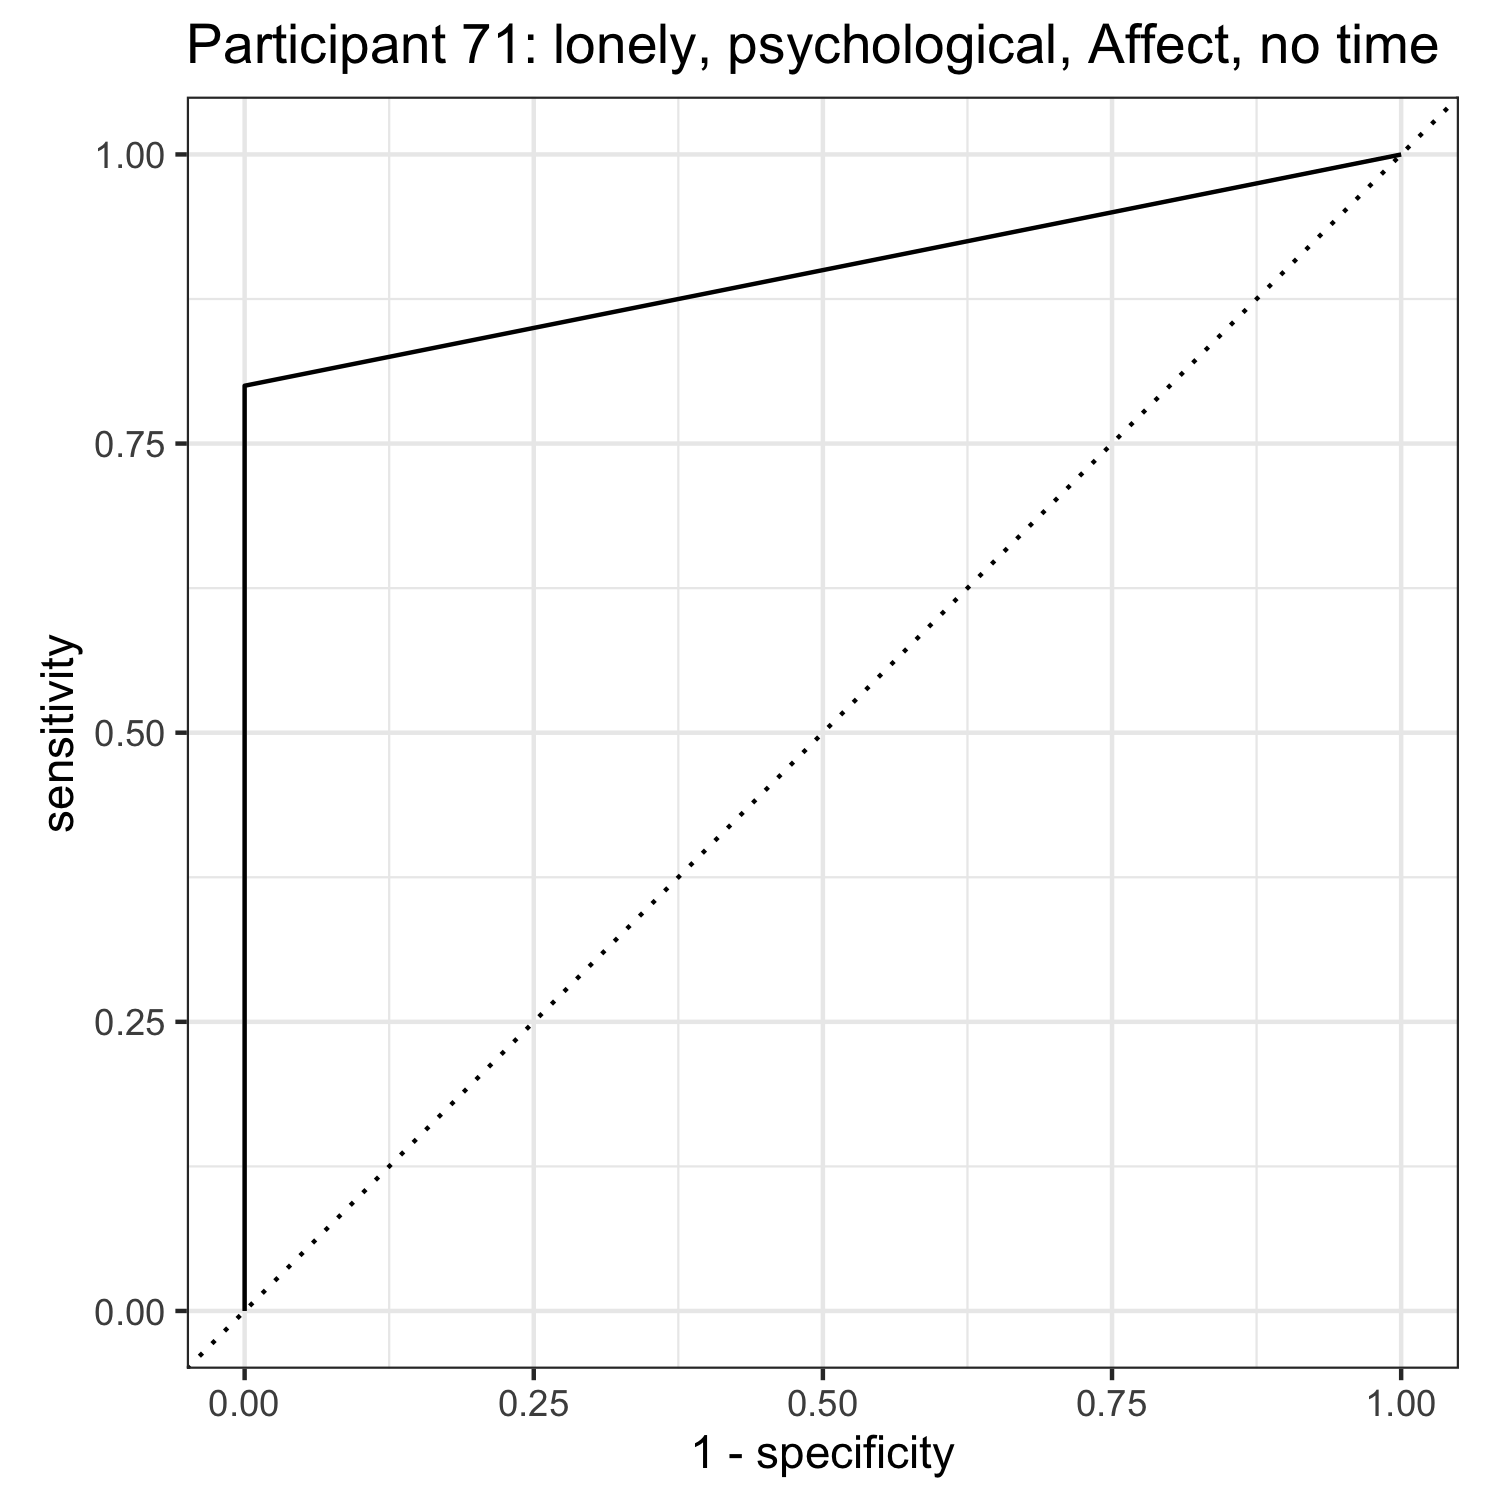 Participant 71: lonely, psychological, Affect, no time
1.00
0.75
0.50
0.25
0.00
sensitivity
0.00 0.25 0.50 0.75 1.00
1 - specificity